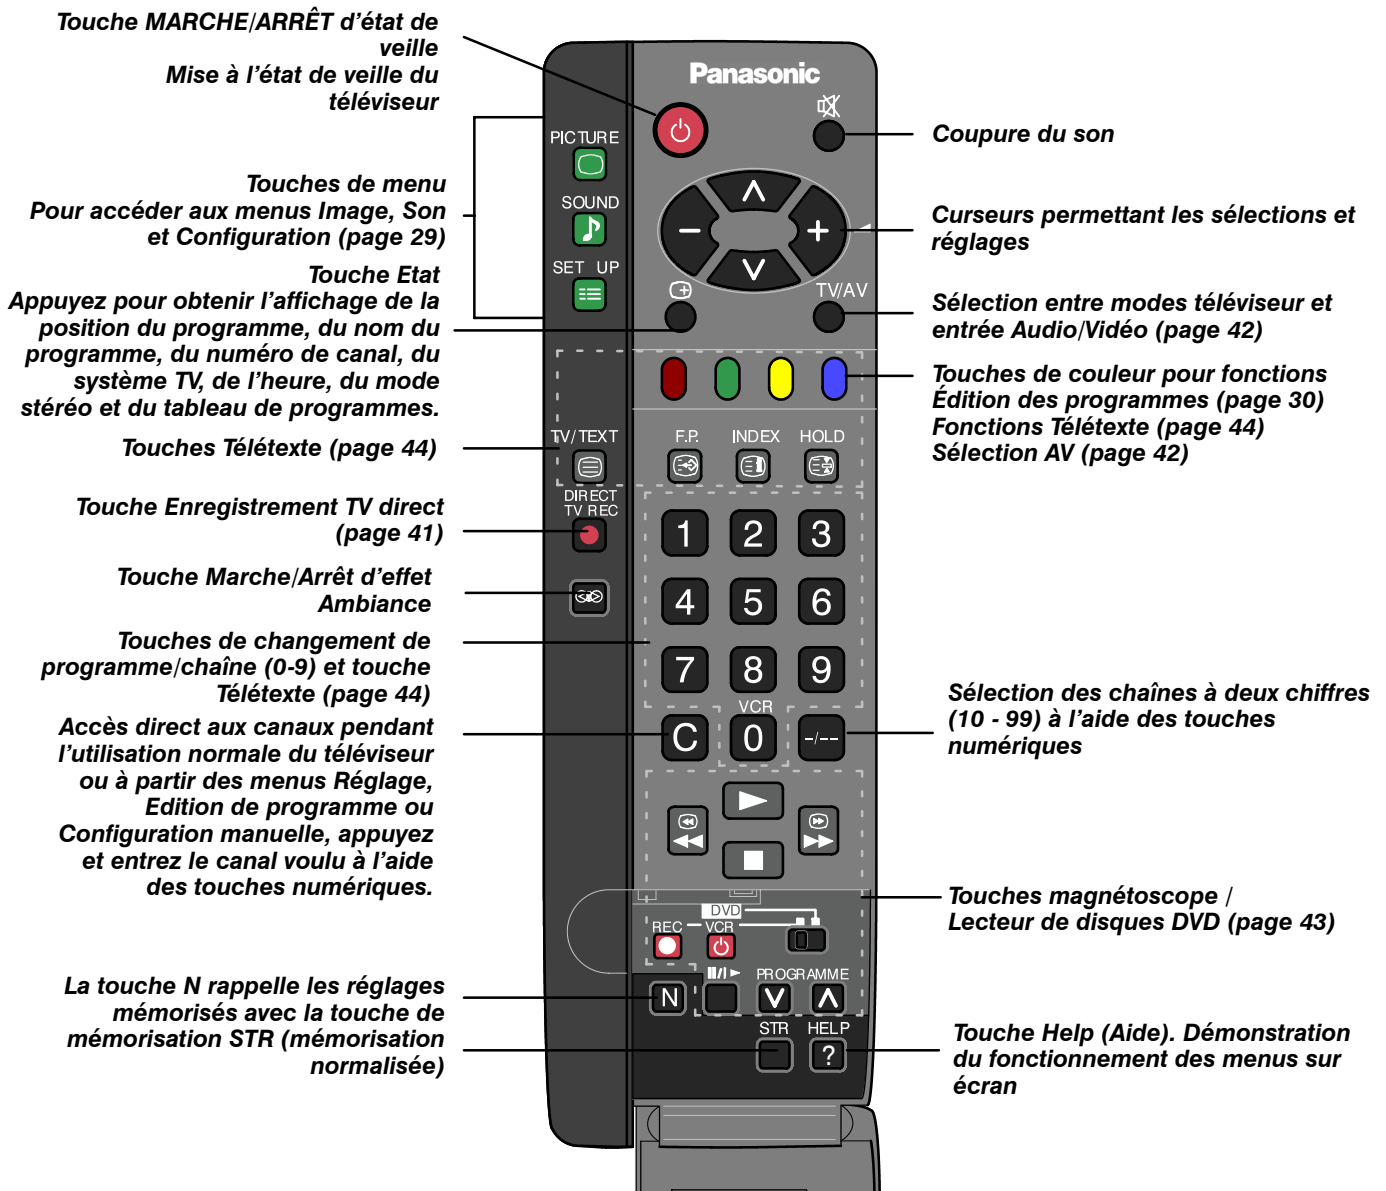 Touche MARCHE/ARRÊT d'état de
veille
Mise à l'état de veille du
téléviseur
Touches de menu
Pour accéder aux menus Image, Son
et Configuration (page 29)
Touche Etat
Appuyez pour obtenir l'affichage de la
position du programme, du nom du
programme, du numéro de canal, du
système TV, de l'heure, du mode
stéréo et du tableau de programmes.
Touches Télétexte (page 44)
Touche Enregistrement TV direct
(page 41)
Touche Marche/Arrêt d'effet
Ambiance
Touches de changement de
programme/chaîne (0-9) et touche
Télétexte (page 44)
Accès direct aux canaux pendant
l'utilisation normale du téléviseur
ou à partir des menus Réglage,
Edition de programme ou
Configuration manuelle, appuyez
et entrez le canal voulu à l'aide
des touches numériques.
La touche N rappelle les réglages
mémorisés avec la touche de
mémorisation STR (mémorisation
normalisée)
Panasonic
PICTURE
SOUND
SET UP
TV/AV
TV/TEXT
F.P. INDEX HOLD
DIRECT
TV REC
1 2 3
4 5 6
7 8 9
VCR
C 0 -/--
DVD
REC VCR
PROGRAMME
N
STR HELP
?
Coupure du son
Curseurs permettant les sélections et
réglages
Sélection entre modes téléviseur et
entrée Audio/Vidéo (page 42)
Touches de couleur pour fonctions
Édition des programmes (page 30)
Fonctions Télétexte (page 44)
Sélection AV (page 42)
Sélection des chaînes à deux chiffres
(10 - 99) à l'aide des touches
numériques
Touches magnétoscope /
Lecteur de disques DVD (page 43)
Touche Help (Aide). Démonstration
du fonctionnement des menus sur
écran